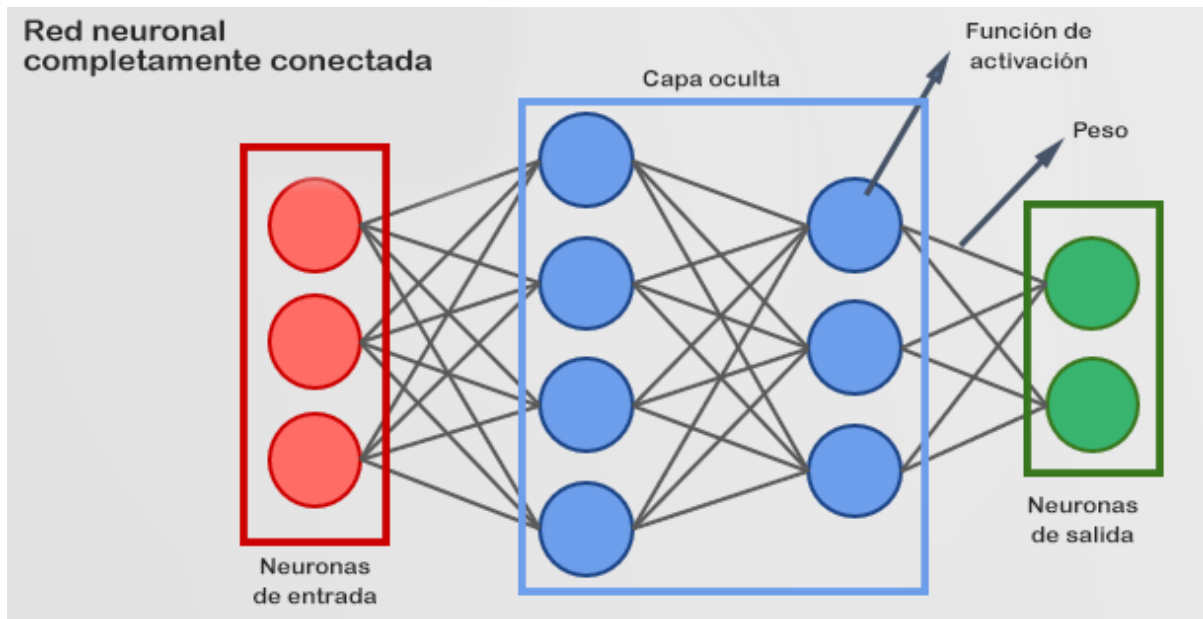 Red neuronal
completamente conectada
Función de
activación
Capa oculta
Peso
Neuronas
de salida
Neuronas
de entrada